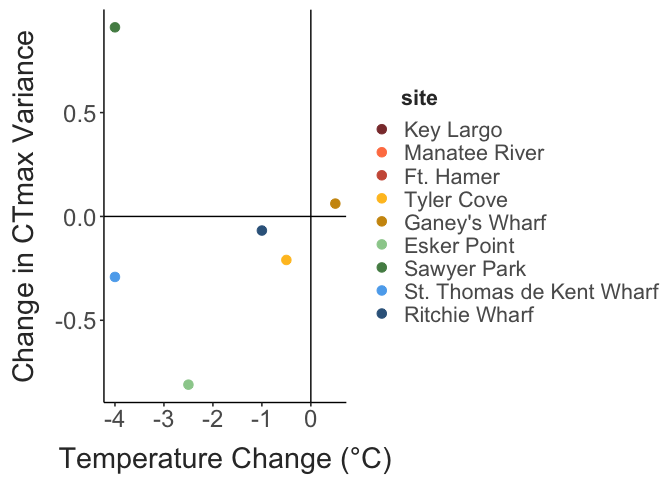 Change in CTmax Variance
0.5
0.0
-0.5
-4
-3
-2
-1
0
Temperature Change (°C)
site
Key Largo
Manatee River
Ft. Hamer
Tyler Cove
Ganey's Wharf
Esker Point
Sawyer Park
St. Thomas de Kent Wharf
Ritchie Wharf